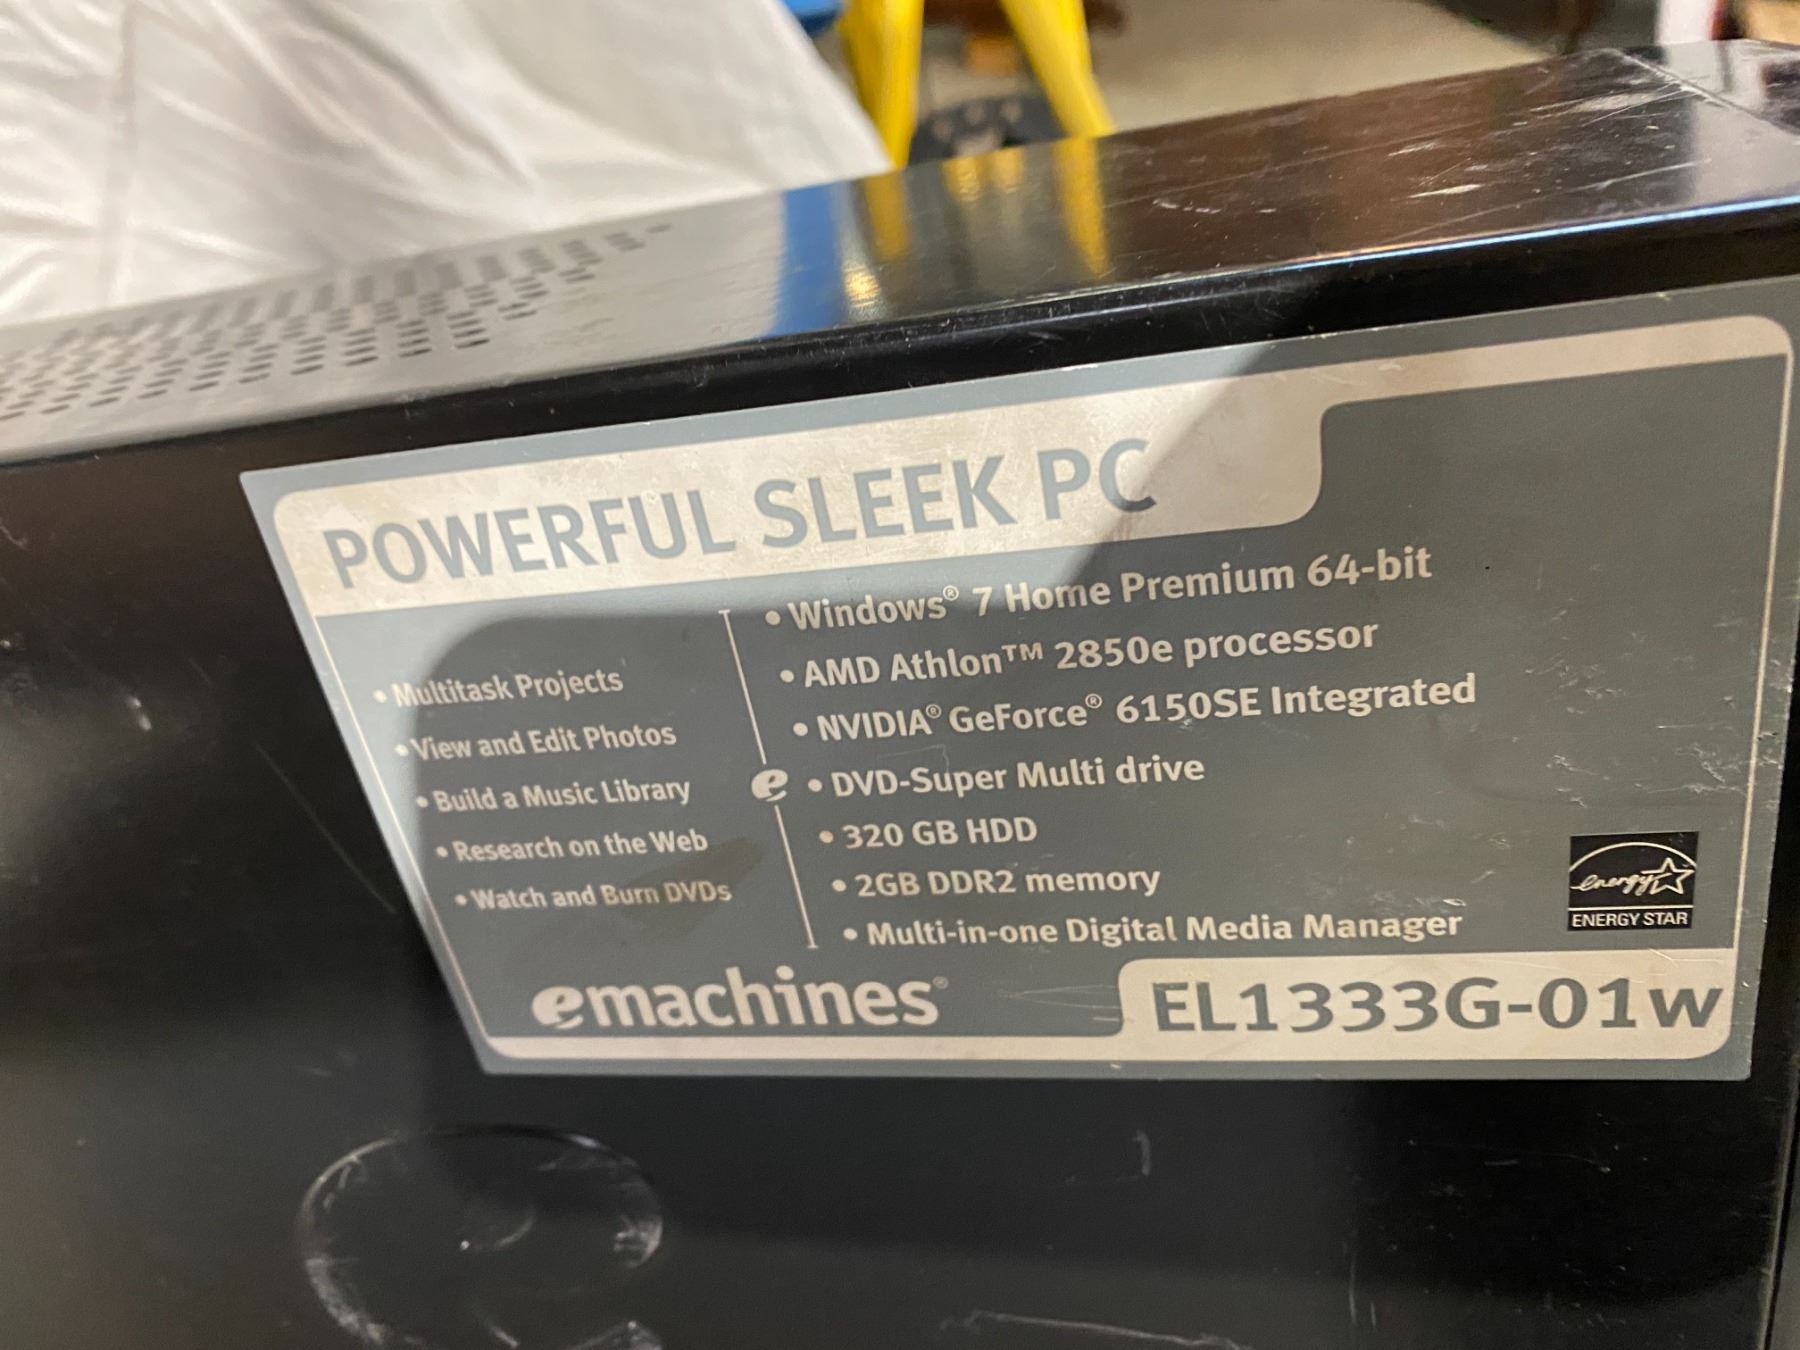 POWERFUL SLEEK PC
• Multitask Projects
• View and Edit Photos
• Build a Music Library
• Research on the Web
• Watch and Burn DVDs
• Windows® 7 Home Premium 64-bit
• AMD Athlon™ 2850e processor
• NVIDIA® GeForce® 6150SE Integrated
e • DVD-Super Multi drive
• 320 GB HDD
• 2GB DDR2 memory
• Multi-in-one Digital Media Manager
energy
ENERGY STAR
emachines®
EL1333G-01w